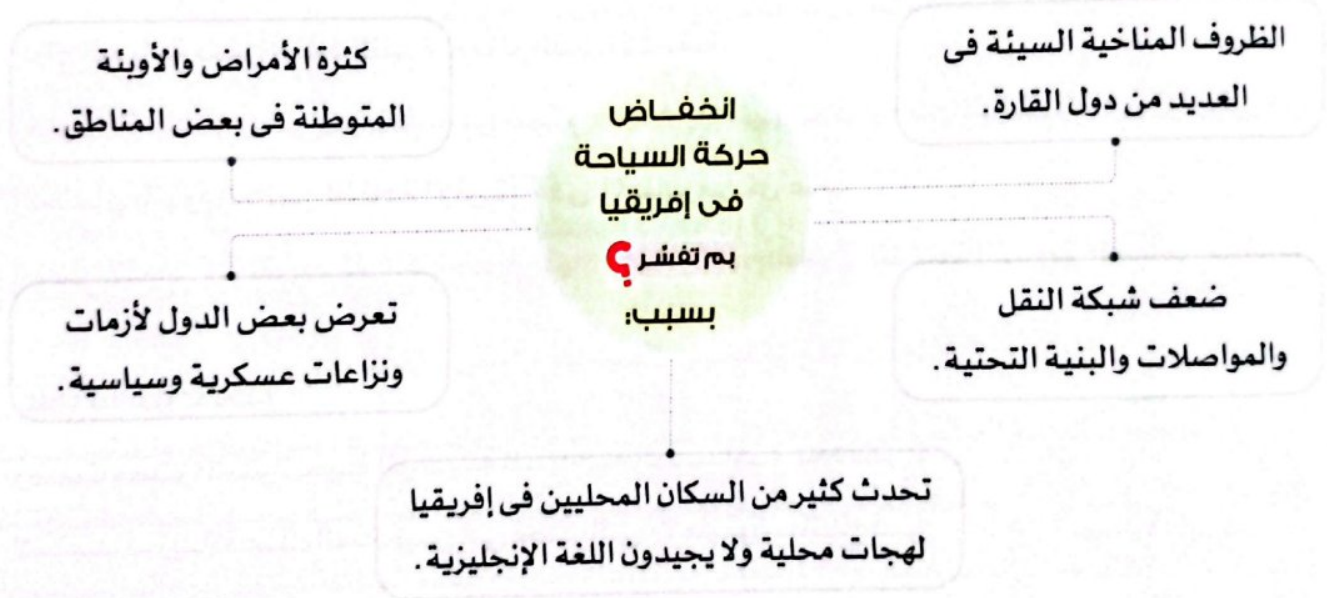 انخفاض
حركة السياحة
فى إفريقيا
بم تفسر ؟
بسبب:
الظروف المناخية السيئة فى
العديد من دول القارة.
كثرة الأمراض والأوبئة
المتوطنة فى بعض المناطق.
ضعف شبكة النقل
والمواصلات والبنية التحتية.
تعرض بعض الدول لأزمات
ونزاعات عسكرية وسياسية.
تحدث كثير من السكان المحليين فى إفريقيا
لهجات محلية ولا يجيدون اللغة الإنجليزية.